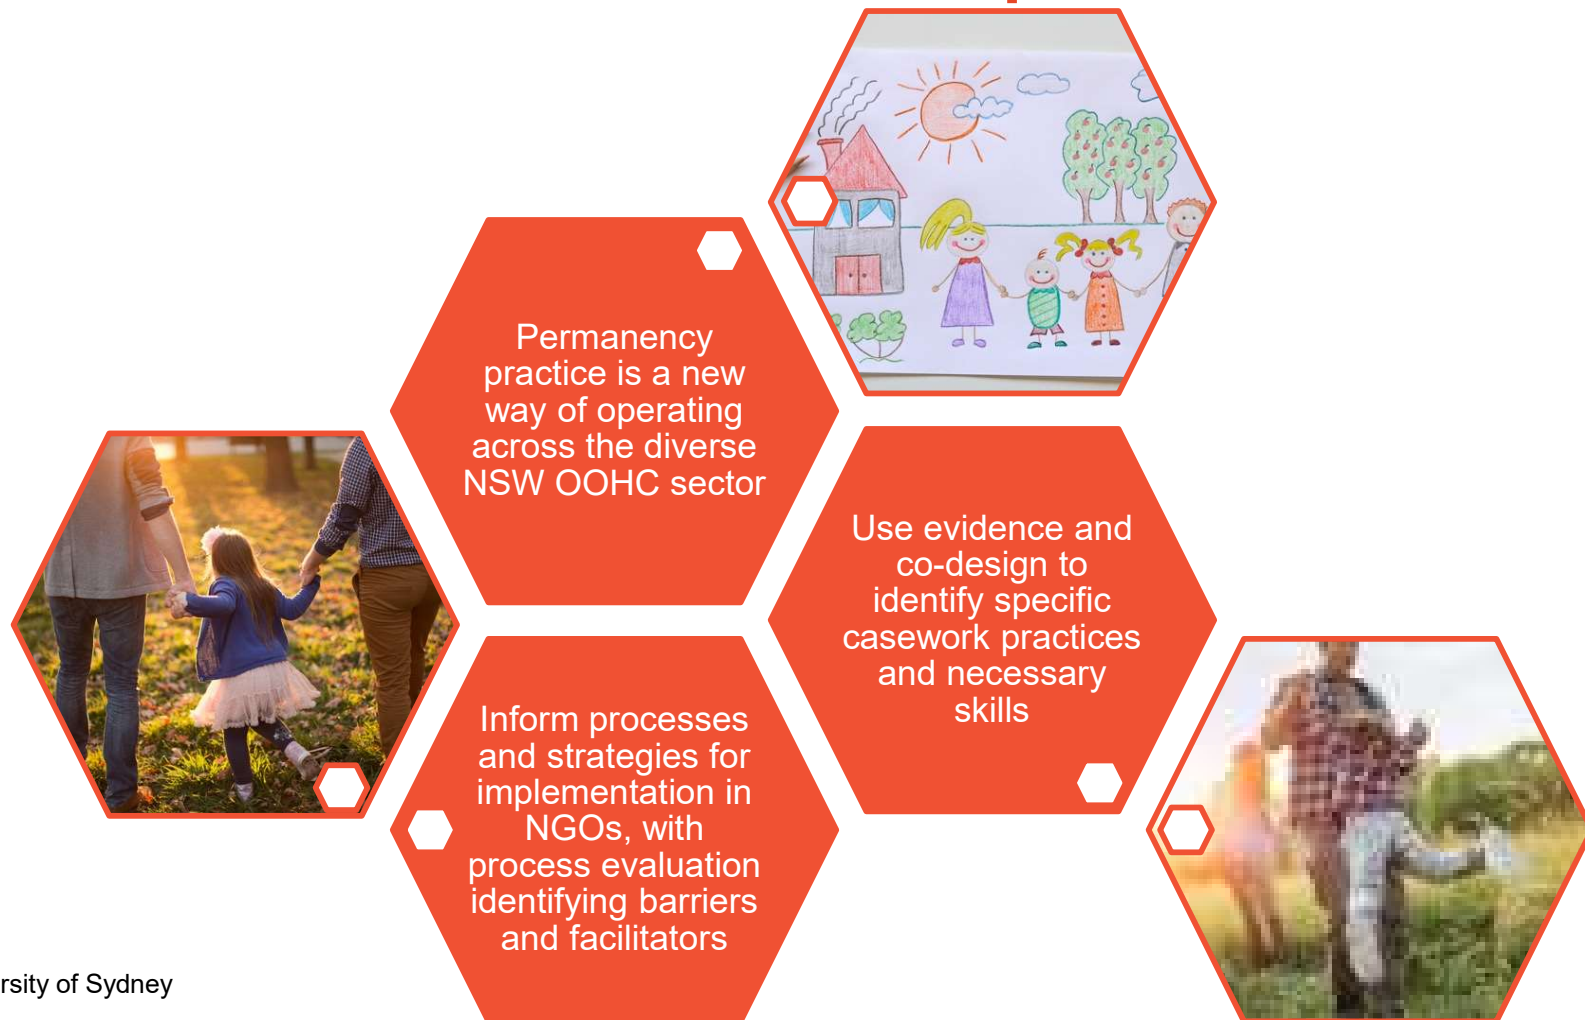 Permanency
practice is a new
way of operating
across the diverse
NSW OOHC sector
Use evidence and
co-design to
identify specific
casework practices
and necessary
skills
Inform processes
and strategies for
implementation in
NGOs, with
process evaluation
identifying barriers
and facilitators
rsity of Sydney